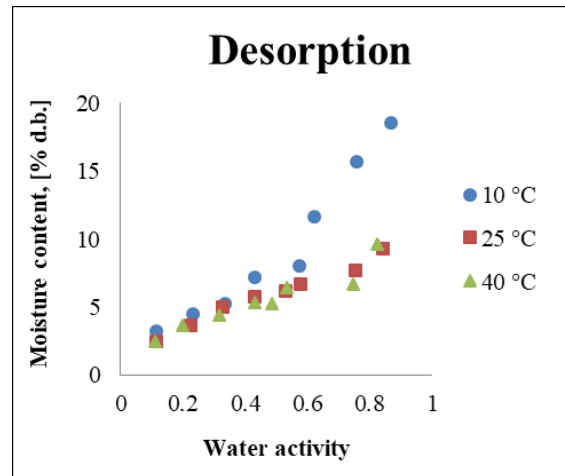 Desorption
Moisture content, [% d.b.]
20
15
10
5
0
0 0.2 0.4 0.6 0.8 1
Water activity
10 °C
25 °C
40 °C